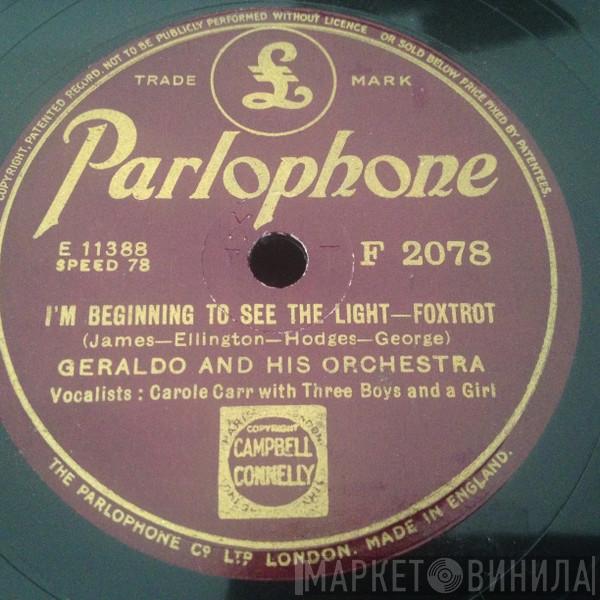 COPYRIGHT, PATENTED RECORD. NOT TO BE PUBLICLY PERFORMED WITHOUT LICENCE OR SOLD BELOW PRICE FIXED BY PATENTEES.
£
TRADE MARK
Parlophone
E 11388 F 2078
SPEED 78
I'M BEGINNING TO SEE THE LIGHT—FOXTROT
(James—Ellington—Hodges—George)
GERALDO AND HIS ORCHESTRA
Vocalists : Carole Carr with Three Boys and a Girl
COPYRIGHT
CAMPBELL
CONNELLY
THE PARLOPHONE Co LTD LONDON. MADE IN ENGLAND.
МАРКЕТ ВИНИЛА